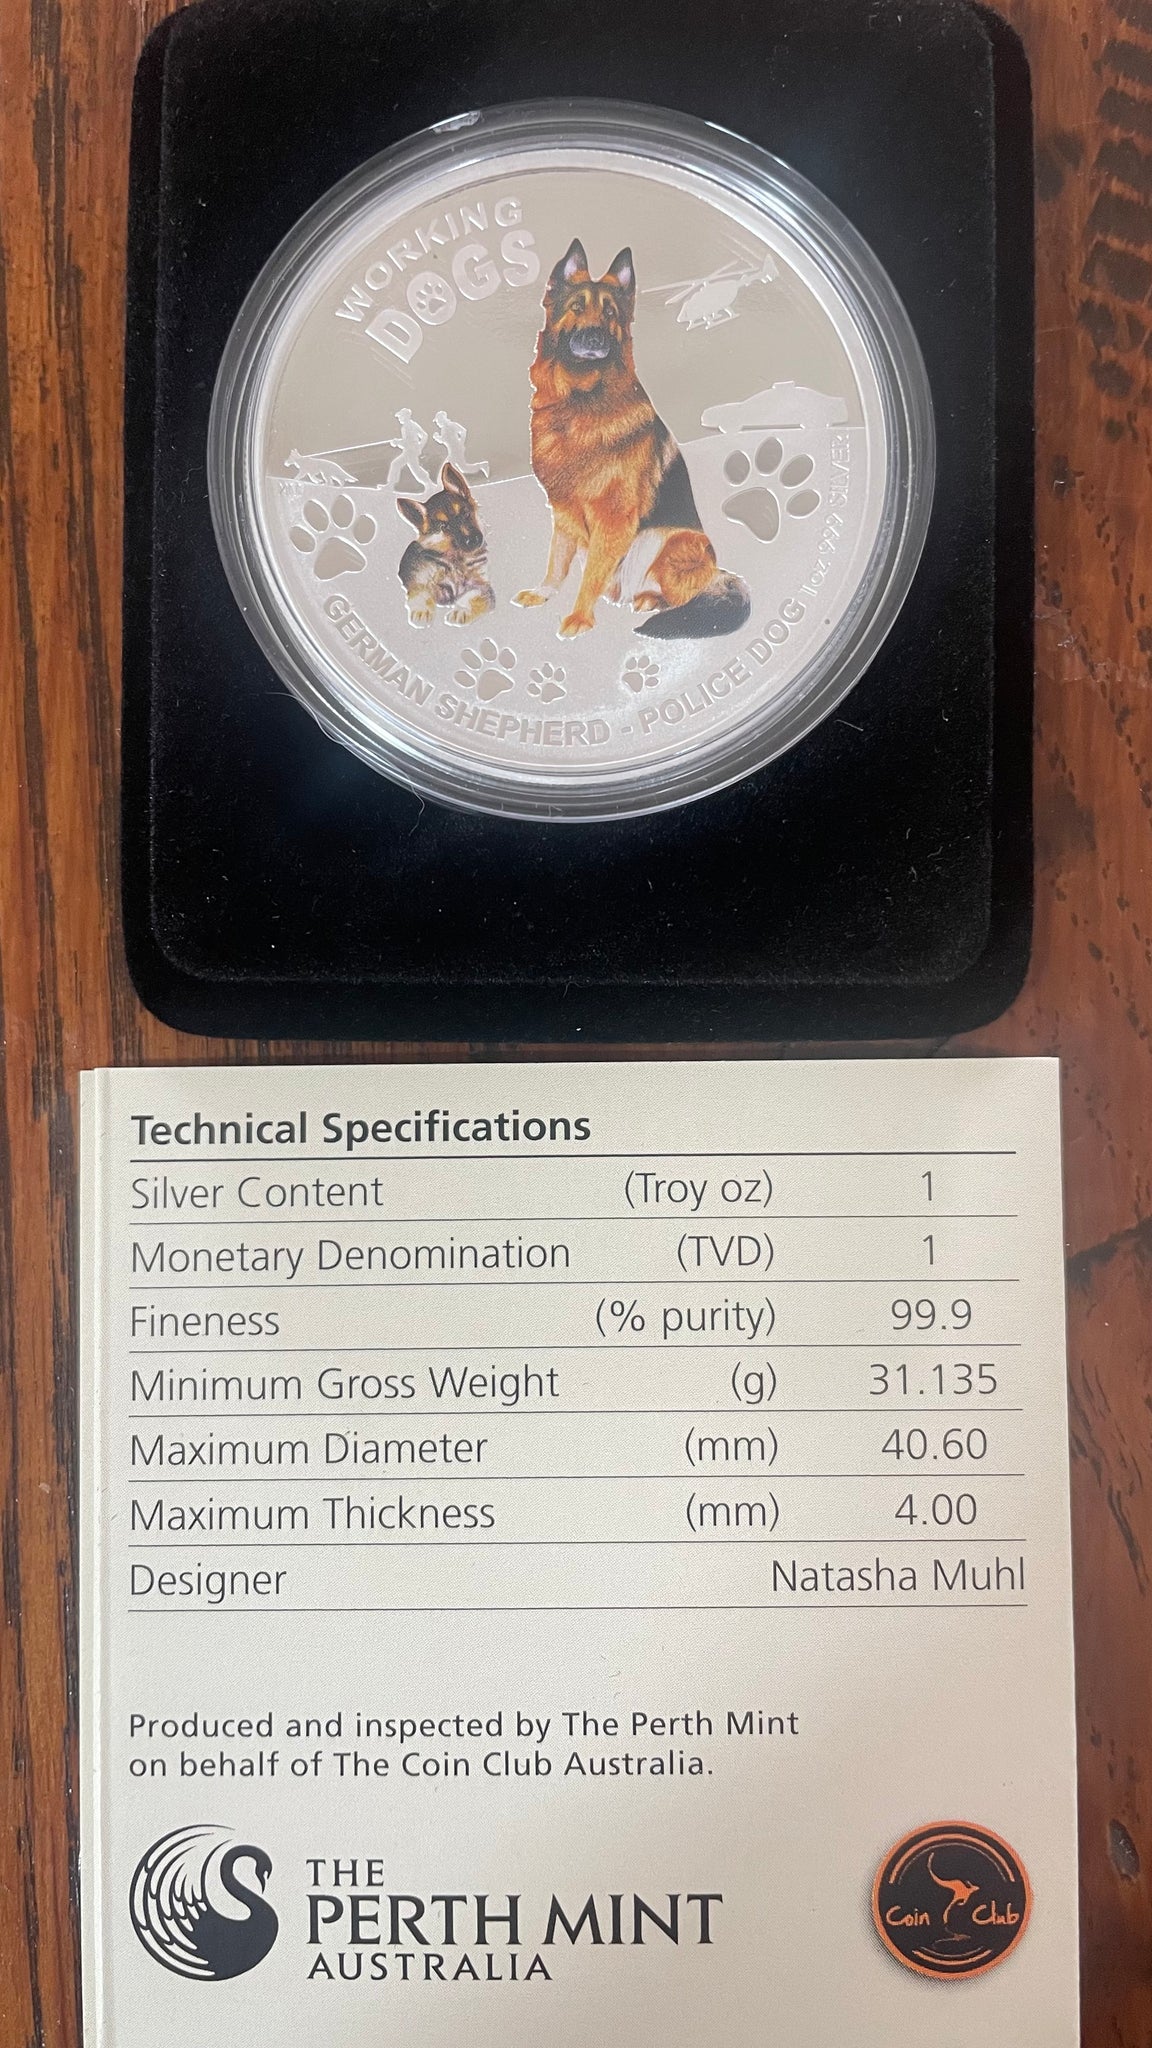 WORKING
DOGS
1oz 999 SILVER
GERMAN SHEPHERD - POLICE DOG
Technical Specifications
Silver Content (Troy oz) 1
Monetary Denomination (TVD) 1
Fineness (% purity) 99.9
Minimum Gross Weight (g) 31.135
Maximum Diameter (mm) 40.60
Maximum Thickness (mm) 4.00
Designer Natasha Muhl
Produced and inspected by The Perth Mint
on behalf of The Coin Club Australia.
THE
PERTH MINT
AUSTRALIA
Coin Club